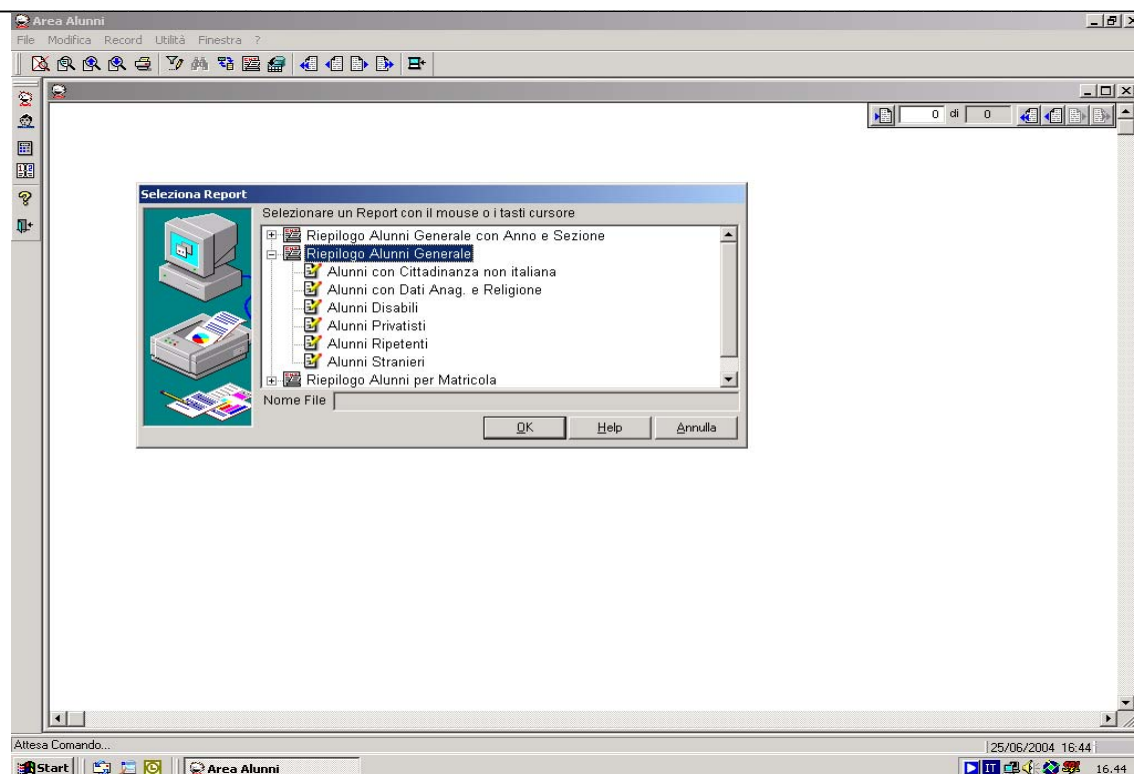 Area Alunni
File Modifica Record Utilità Finestra ?
0 di 0
Seleziona Report
Selezionare un Report con il mouse o i tasti cursore
Riepilogo Alunni Generale con Anno e Sezione
Riepilogo Alunni Generale
Alunni con Cittadinanza non italiana
Alunni con Dati Anag. e Religione
Alunni Disabili
Alunni Privatisti
Alunni Ripetenti
Alunni Stranieri
Riepilogo Alunni per Matricola
Nome File
OK Help Annulla
Attesa Comando...
25/06/2004 16:44
Start Area Alunni IT 16.44